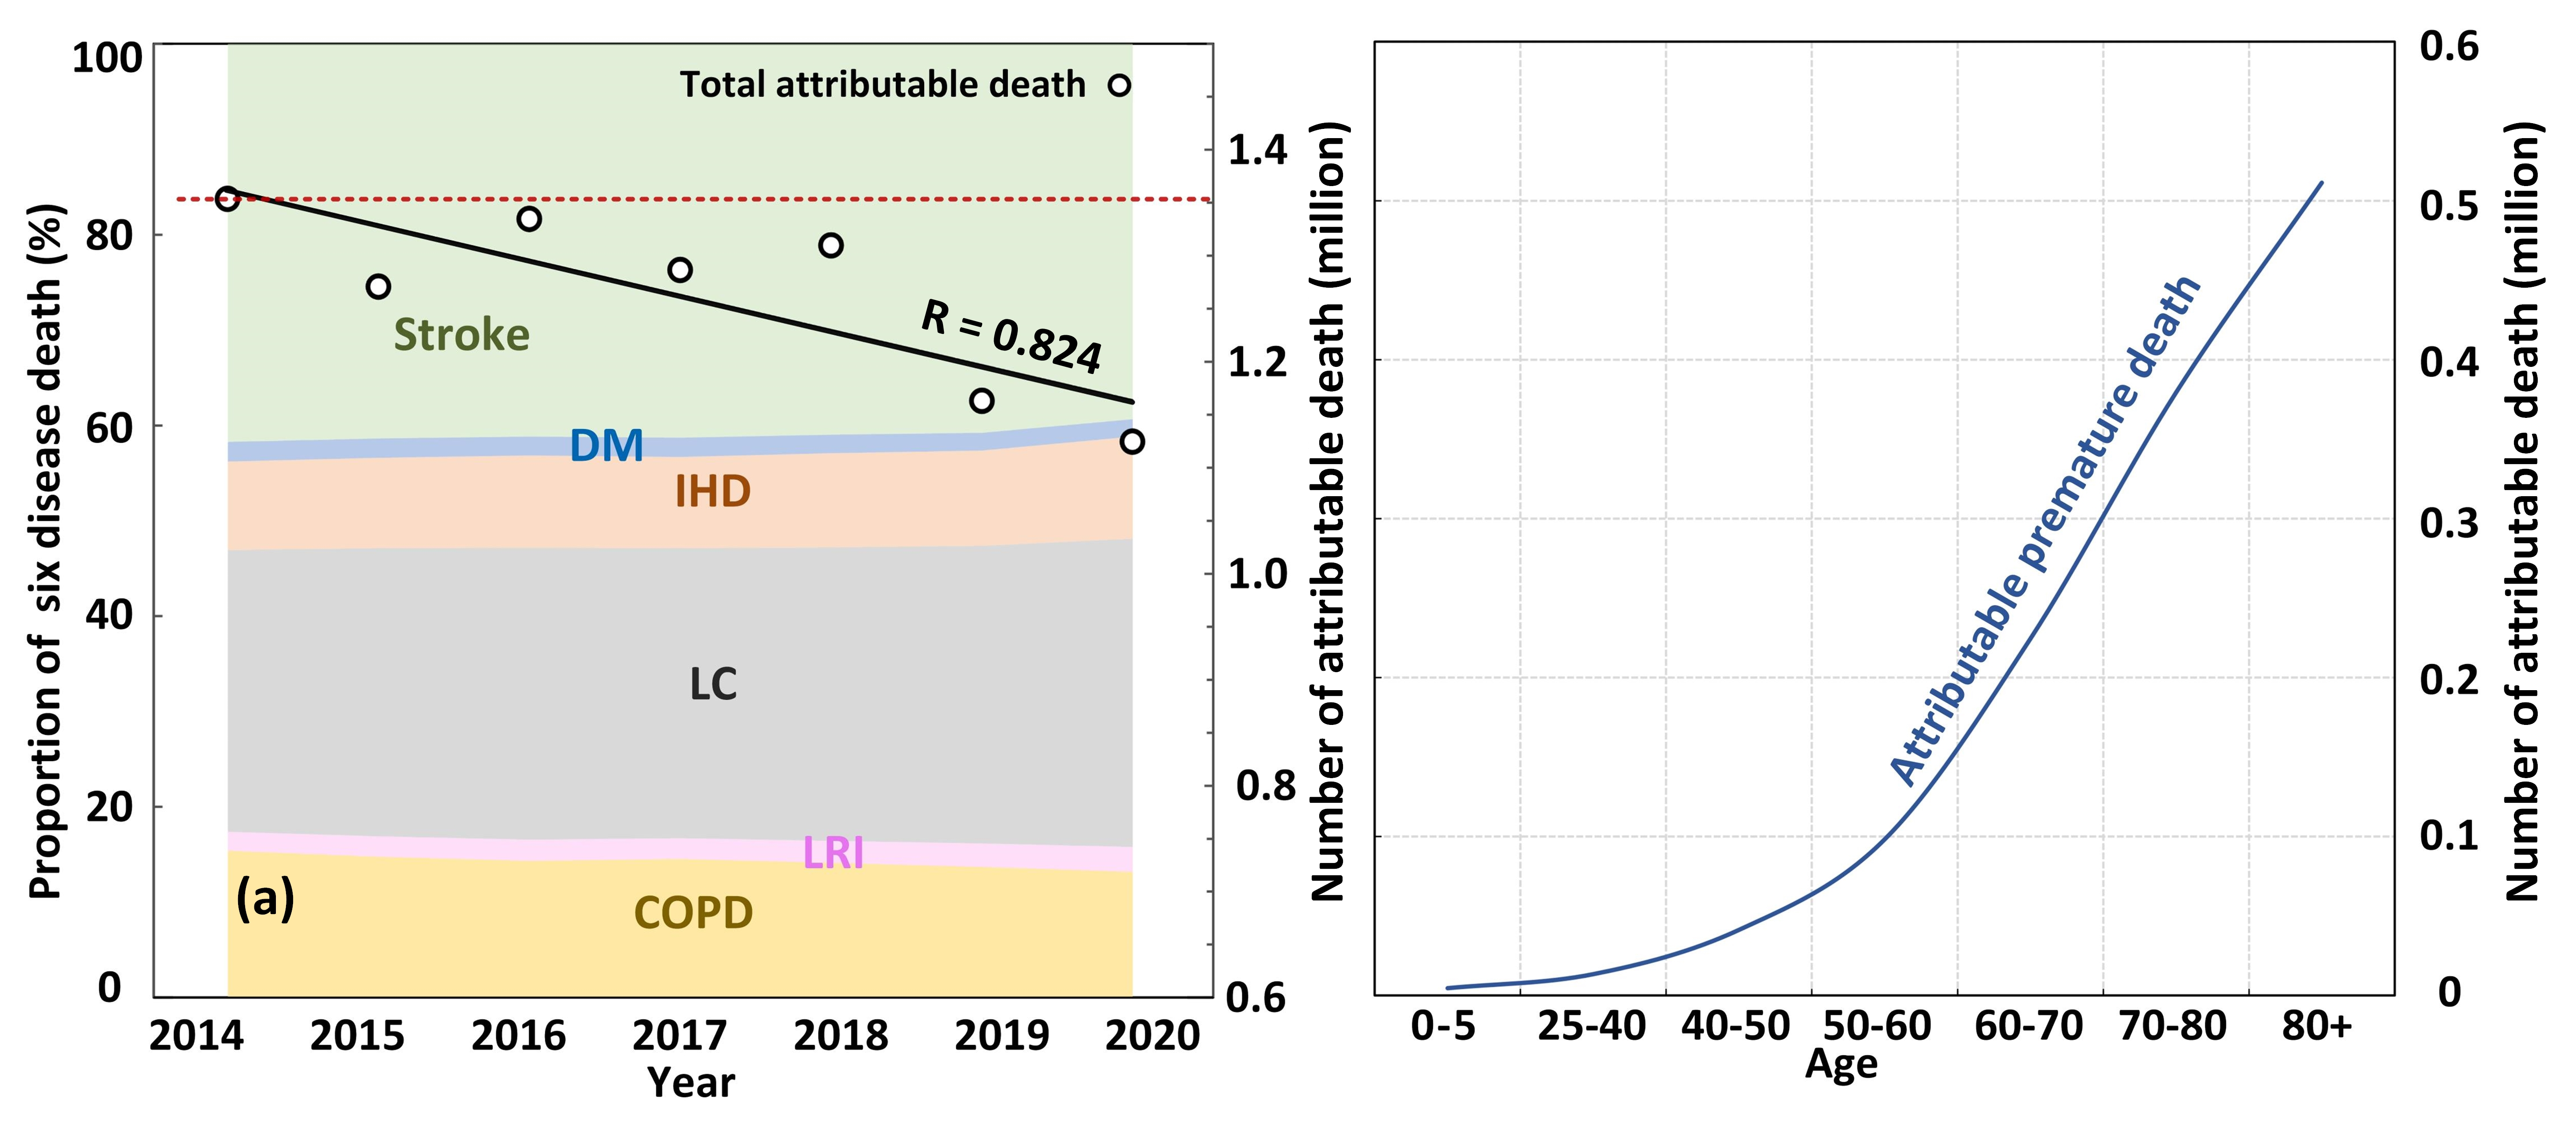 Proportion of six disease death (%)
100
80
60
40
20
0
Total attributable death
R = 0.824
Stroke
DM
IHD
LC
LRI
COPD
(a)
1.4
1.2
1.0
0.8
0.6
Number of attributable death (million)
2014 2015 2016 2017 2018 2019 2020
Year
Attributable premature death
0.6
0.5
0.4
0.3
0.2
0.1
0
Number of attributable death (million)
0-5 25-40 40-50 50-60 60-70 70-80 80+
Age